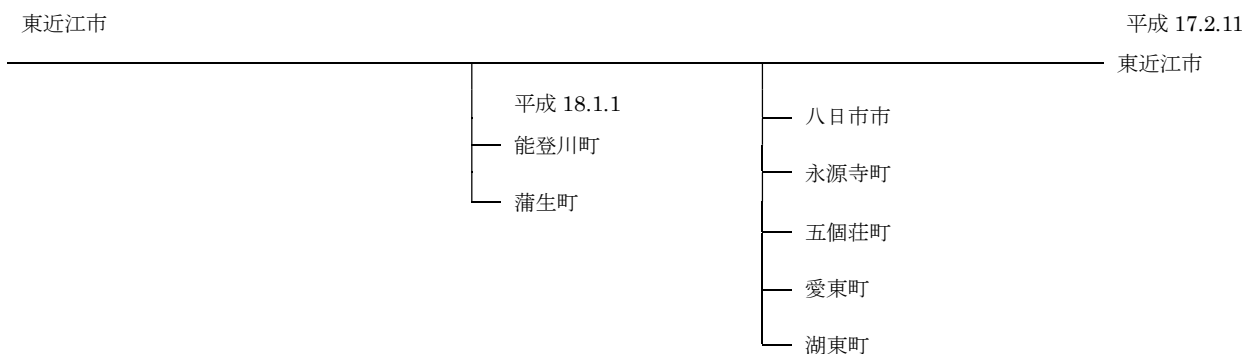 東近江市
平成 17.2.11
東近江市
平成 18.1.1
能登川町
蒲生町
八日市市
永源寺町
五個荘町
愛東町
湖東町